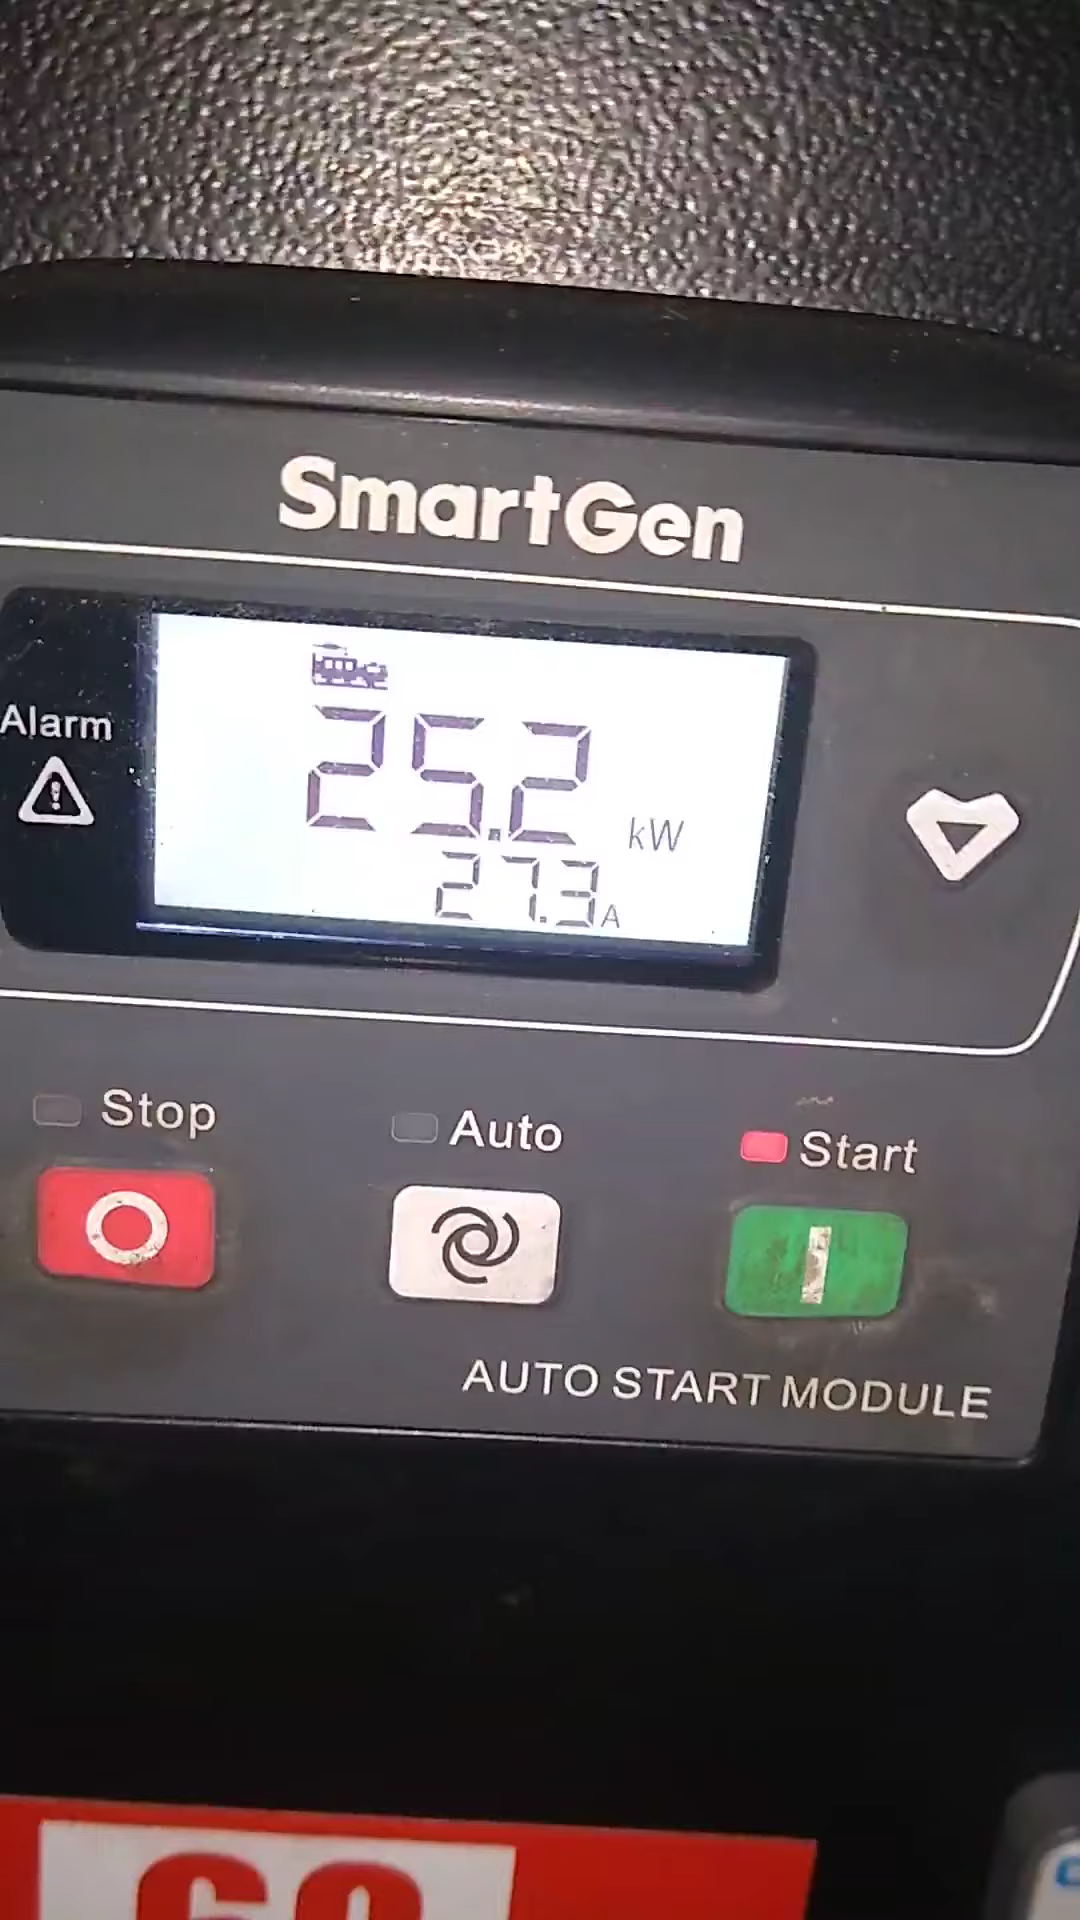 SmartGen
Alarm
25.2 kW
27.3 A
Stop
Auto
Start
AUTO START MODULE